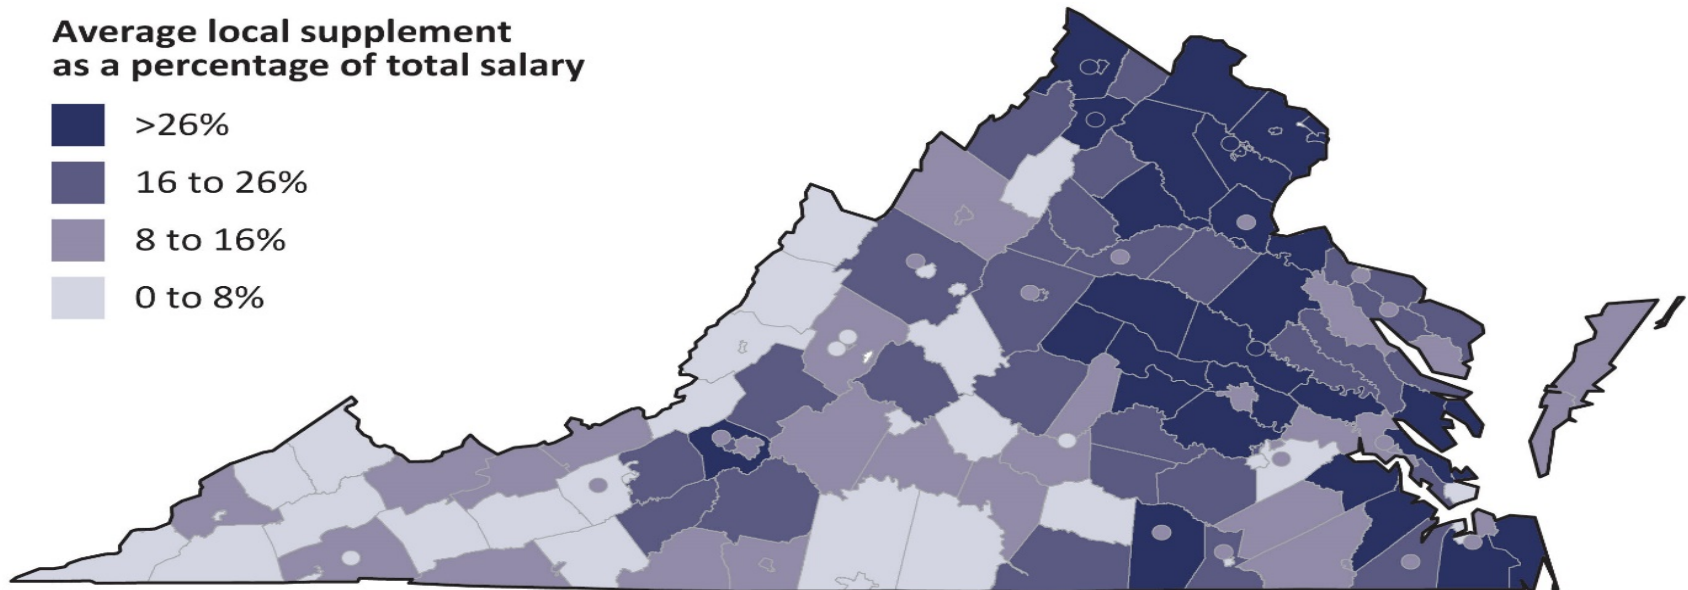 Average local supplement
as a percentage of total salary
>26%
16 to 26%
8 to 16%
0 to 8%